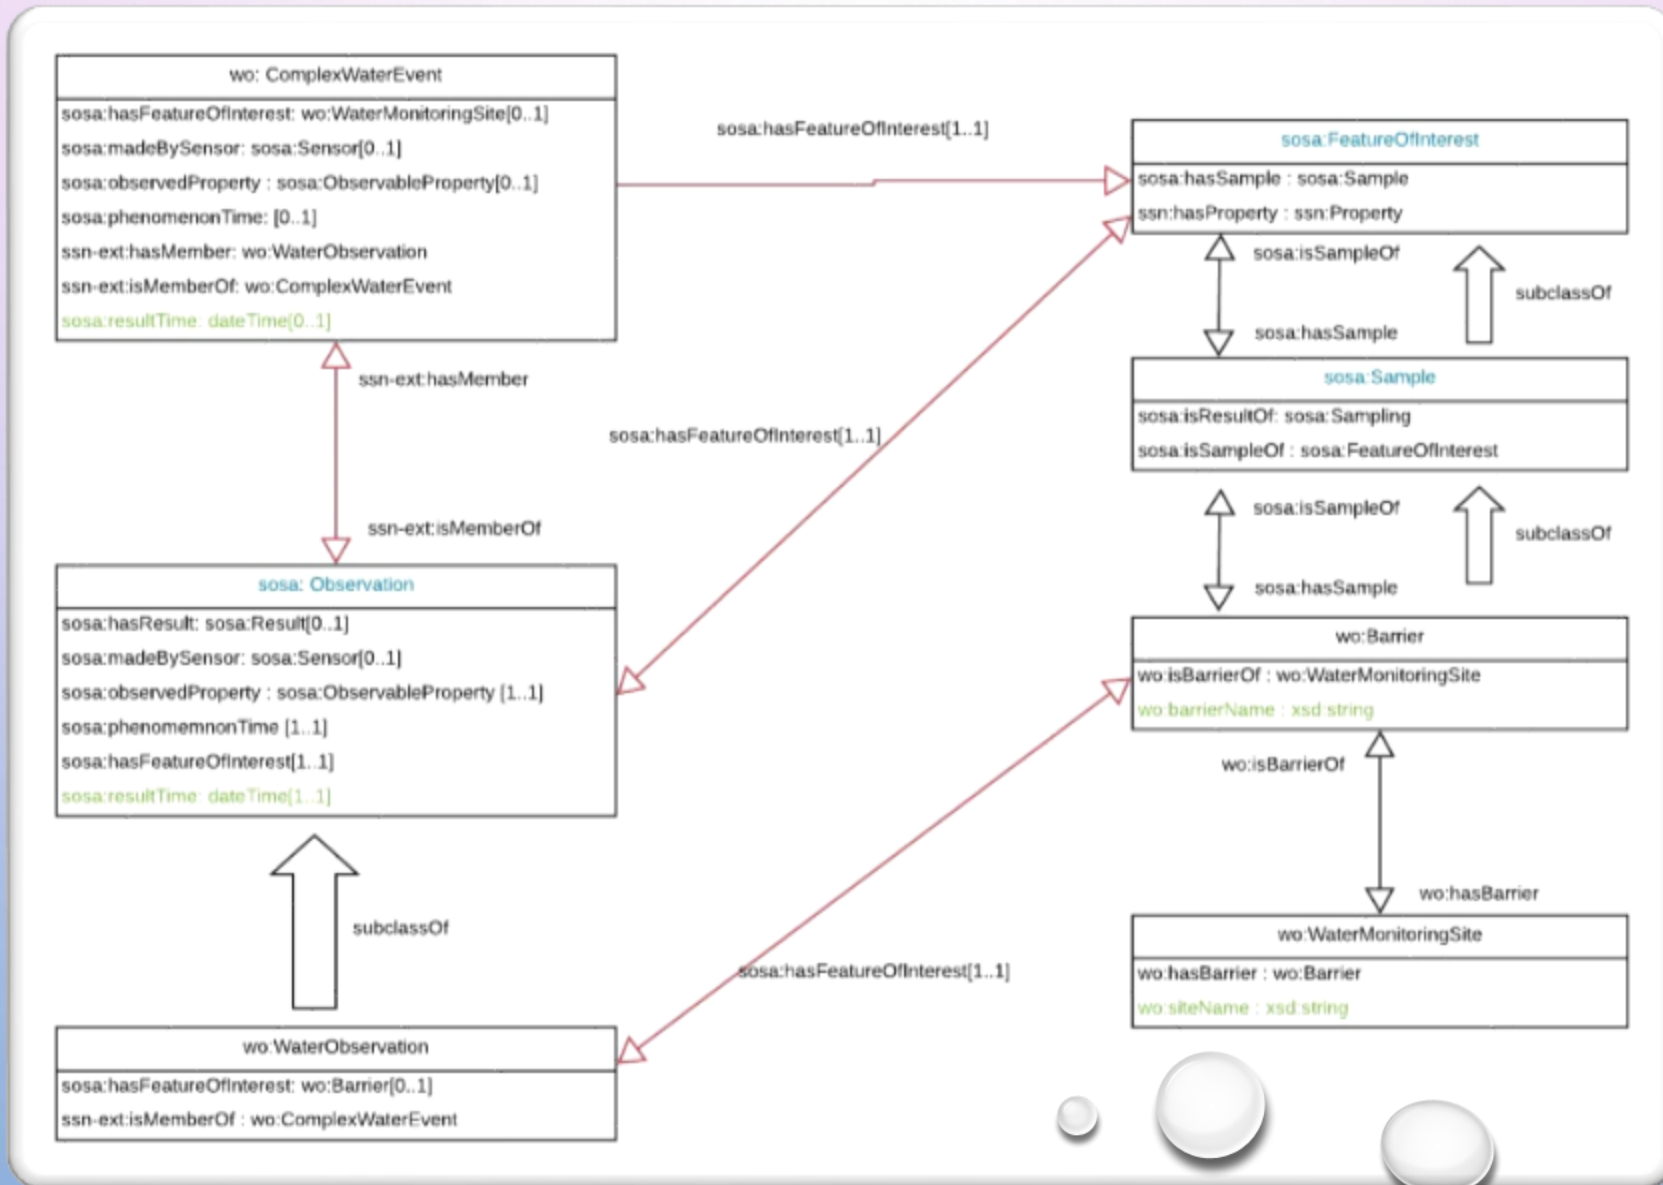 wo: ComplexWaterEvent
sosa:hasFeatureOfInterest: wo:WaterMonitoringSite[0..1]
sosa:madeBySensor: sosa:Sensor[0..1]
sosa:observedProperty : sosa:ObservableProperty[0..1]
sosa:phenomenonTime: [0..1]
ssn-ext:hasMember: wo:WaterObservation
ssn-ext:isMemberOf: wo:ComplexWaterEvent
sosa:resultTime: dateTime[0..1]
sosa:hasFeatureOfInterest[1..1]
sosa:FeatureOfInterest
sosa:hasSample : sosa:Sample
ssn:hasProperty : ssn:Property
sosa:isSampleOf
subclassOf
sosa:hasSample
ssn-ext:hasMember
sosa:hasFeatureOfInterest[1..1]
ssn-ext:isMemberOf
sosa:Sample
sosa:isResultOf: sosa:Sampling
sosa:isSampleOf : sosa:FeatureOfInterest
sosa:isSampleOf
subclassOf
sosa:hasSample
sosa: Observation
sosa:hasResult: sosa:Result[0..1]
sosa:madeBySensor: sosa:Sensor[0..1]
sosa:observedProperty : sosa:ObservableProperty [1..1]
sosa:phenomemnonTime [1..1]
sosa:hasFeatureOfInterest[1..1]
sosa:resultTime: dateTime[1..1]
wo:Barrier
wo:isBarrierOf : wo:WaterMonitoringSite
wo:barrierName : xsd:string
wo:isBarrierOf
wo:hasBarrier
subclassOf
sosa:hasFeatureOfInterest[1..1]
wo:WaterMonitoringSite
wo:hasBarrier : wo:Barrier
wo:siteName : xsd:string
wo:WaterObservation
sosa:hasFeatureOfInterest: wo:Barrier[0..1]
ssn-ext:isMemberOf : wo:ComplexWaterEvent